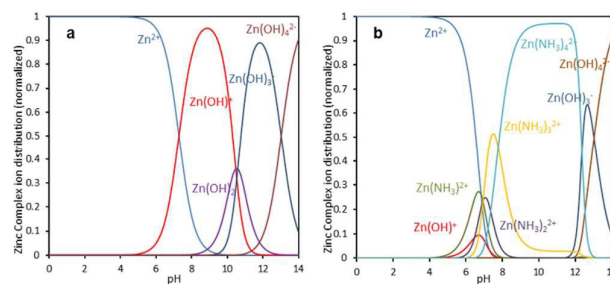 Zinc Complex ion distribution (normalized)
1
0.9
0.8
0.7
0.6
0.5
0.4
0.3
0.2
0.1
0
a
Zn²⁺
Zn(OH)⁺
Zn(OH)₂
Zn(OH)₃⁻
Zn(OH)₄²⁻
0 2 4 6 8 10 12 14
pH
Zinc Complex ion distribution (normalized)
1
0.9
0.8
0.7
0.6
0.5
0.4
0.3
0.2
0.1
0
b
Zn²⁺
Zn(NH₃)₄²⁺
Zn(OH)₄²⁻
Zn(OH)₃⁻
Zn(NH₃)₃²⁺
Zn(NH₃)²⁺
Zn(NH₃)₂²⁺
Zn(OH)⁺
0 2 4 6 8 10 12 14
pH